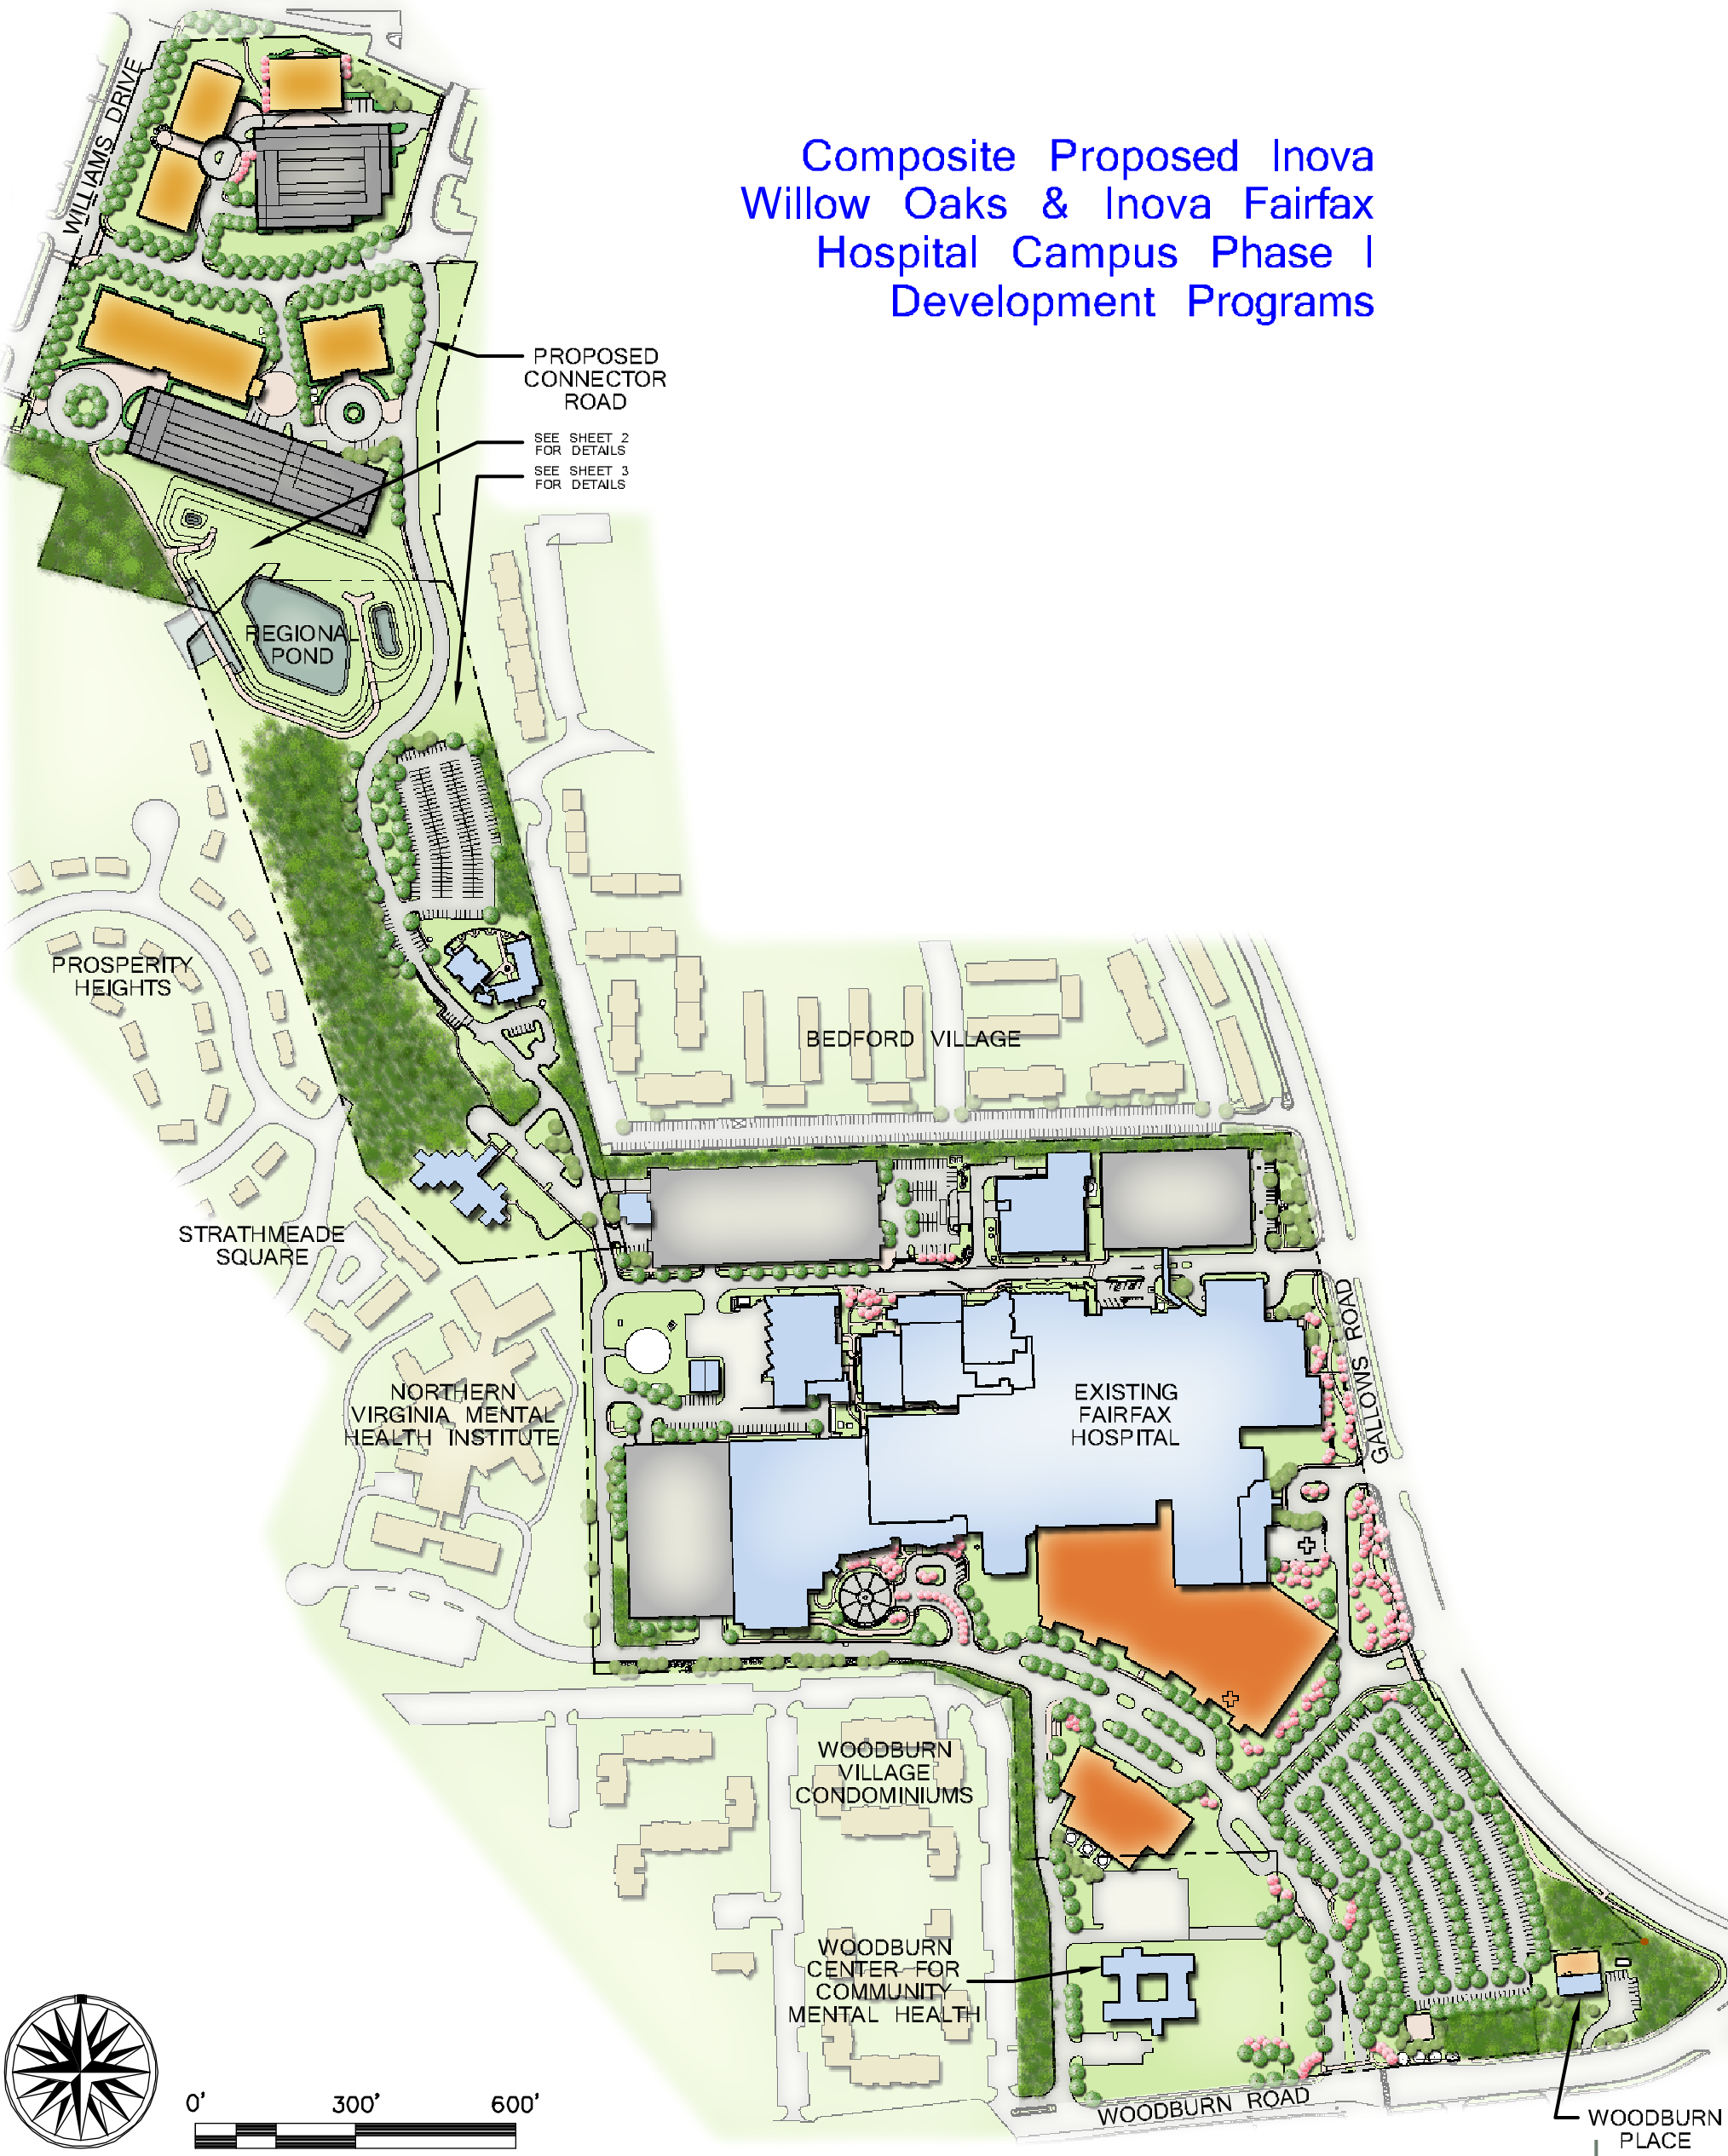 Composite Proposed Inova
Willow Oaks & Inova Fairfax
Hospital Campus Phase I
Development Programs
WILLIAMS DRIVE
PROPOSED
CONNECTOR
ROAD
SEE SHEET 2
FOR DETAILS
SEE SHEET 3
FOR DETAILS
REGIONAL
POND
PROSPERITY
HEIGHTS
BEDFORD VILLAGE
STRATHMEADE
SQUARE
GALLOWS ROAD
NORTHERN
VIRGINIA MENTAL
HEALTH INSTITUTE
EXISTING
FAIRFAX
HOSPITAL
WOODBURN
VILLAGE
CONDOMINIUMS
WOODBURN
CENTER FOR
COMMUNITY
MENTAL HEALTH
0' 300' 600'
WOODBURN ROAD
WOODBURN
PLACE